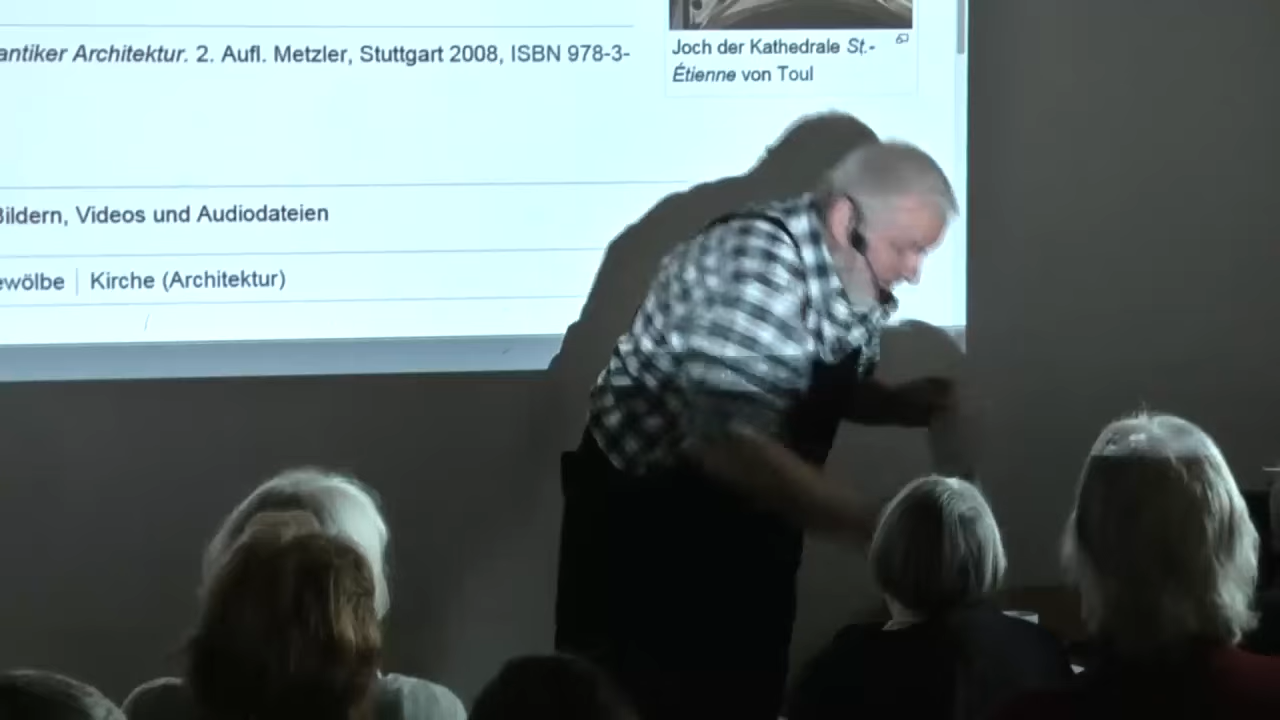 antiker Architektur. 2. Aufl. Metzler, Stuttgart 2008, ISBN 978-3-
Joch der Kathedrale St.-
Étienne von Toul
Bildern, Videos und Audiodateien
ewölbe | Kirche (Architektur)